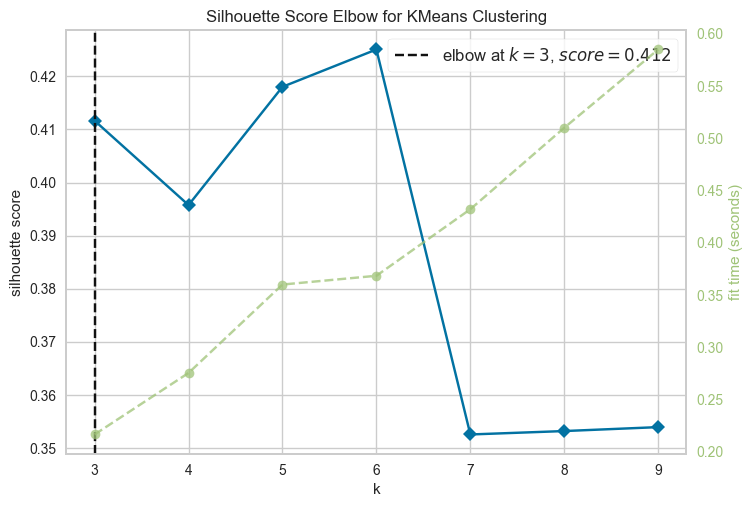 Silhouette Score Elbow for KMeans Clustering
elbow at k = 3, score = 0.412
silhouette score
0.42
0.41
0.40
0.39
0.38
0.37
0.36
0.35
0.60
0.55
0.50
0.45
0.40
0.35
0.30
0.25
0.20
fit time (seconds)
3 4 5 6 7 8 9
k